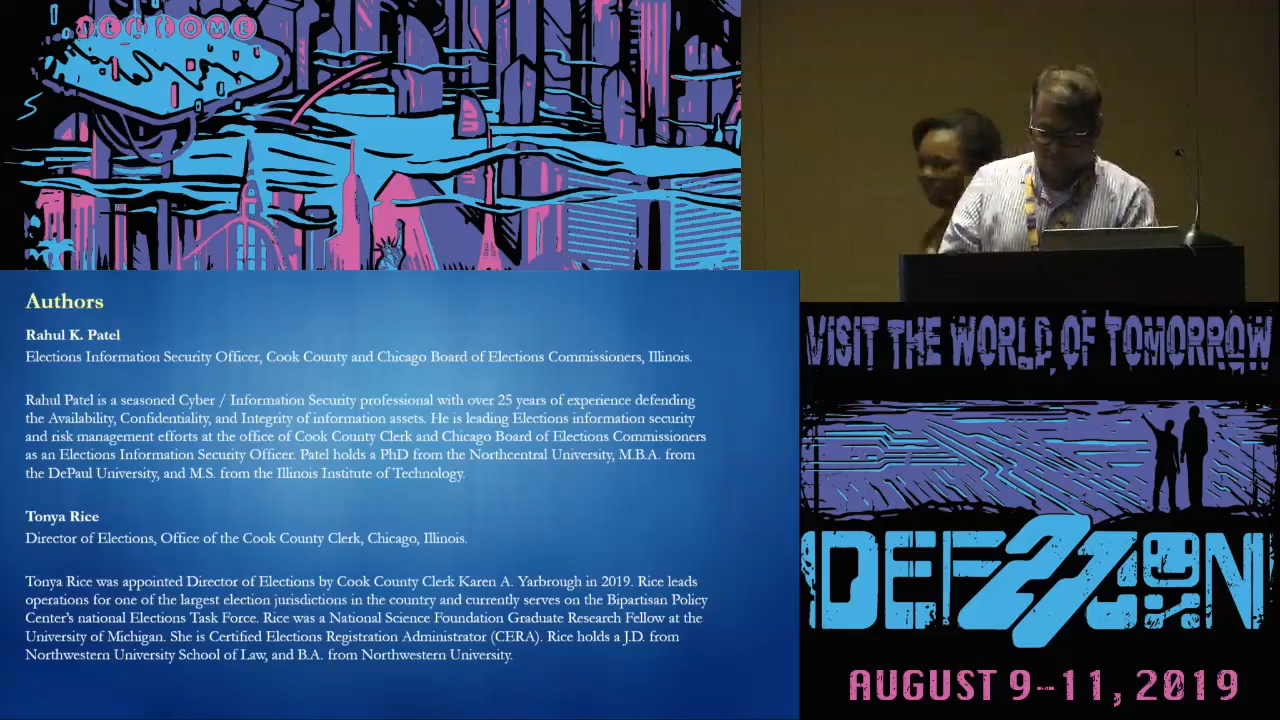 WELCOME
Authors
Rahul K. Patel
Elections Information Security Officer, Cook County and Chicago Board of Elections Commissioners, Illinois.
Rahul Patel is a seasoned Cyber / Information Security professional with over 25 years of experience defending
the Availability, Confidentiality, and Integrity of information assets. He is leading Elections information security
and risk management efforts at the office of Cook County Clerk and Chicago Board of Elections Commissioners
as an Elections Information Security Officer. Patel holds a PhD from the Northcentral University, M.B.A. from
the DePaul University, and M.S. from the Illinois Institute of Technology.
Tonya Rice
Director of Elections, Office of the Cook County Clerk, Chicago, Illinois.
Tonya Rice was appointed Director of Elections by Cook County Clerk Karen A. Yarbrough in 2019. Rice leads
operations for one of the largest election jurisdictions in the country and currently serves on the Bipartisan Policy
Center's national Elections Task Force. Rice was a National Science Foundation Graduate Research Fellow at the
University of Michigan. She is Certified Elections Registration Administrator (CERA). Rice holds a J.D. from
Northwestern University School of Law, and B.A. from Northwestern University.
VISIT THE WORLD OF TOMORROW
DEF 27 CON
AUGUST 9-11, 2019